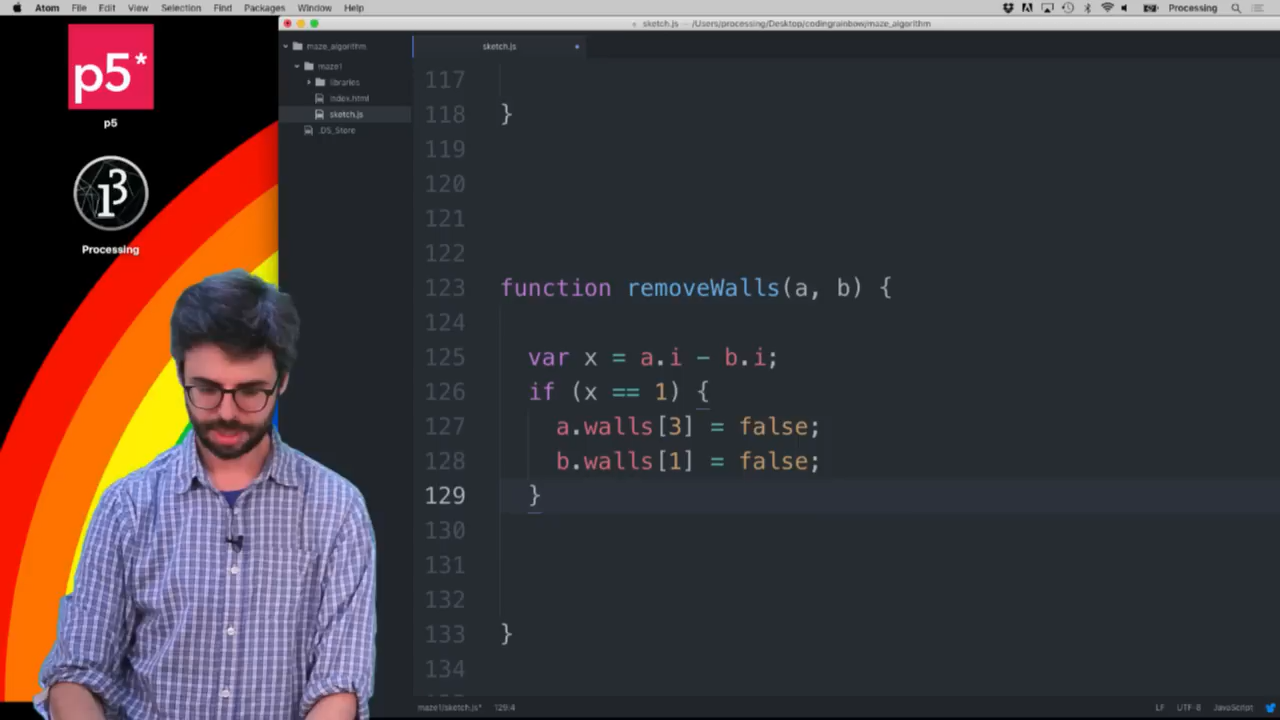 Atom File Edit View Selection Find Packages Window Help Processing
sketch.js — /Users/processing/Desktop/codingrainbow/maze_algorithm
p5*
p5
Processing
maze_algorithm
maze1
libraries
index.html
sketch.js
.DS_Store
sketch.js
117
118 }
119
120
121
122
123 function removeWalls(a, b) {
124
125 var x = a.i - b.i;
126 if (x == 1) {
127 a.walls[3] = false;
128 b.walls[1] = false;
129 }
130
131
132
133 }
134
maze1/sketch.js* 129:4 LF UTF-8 JavaScript